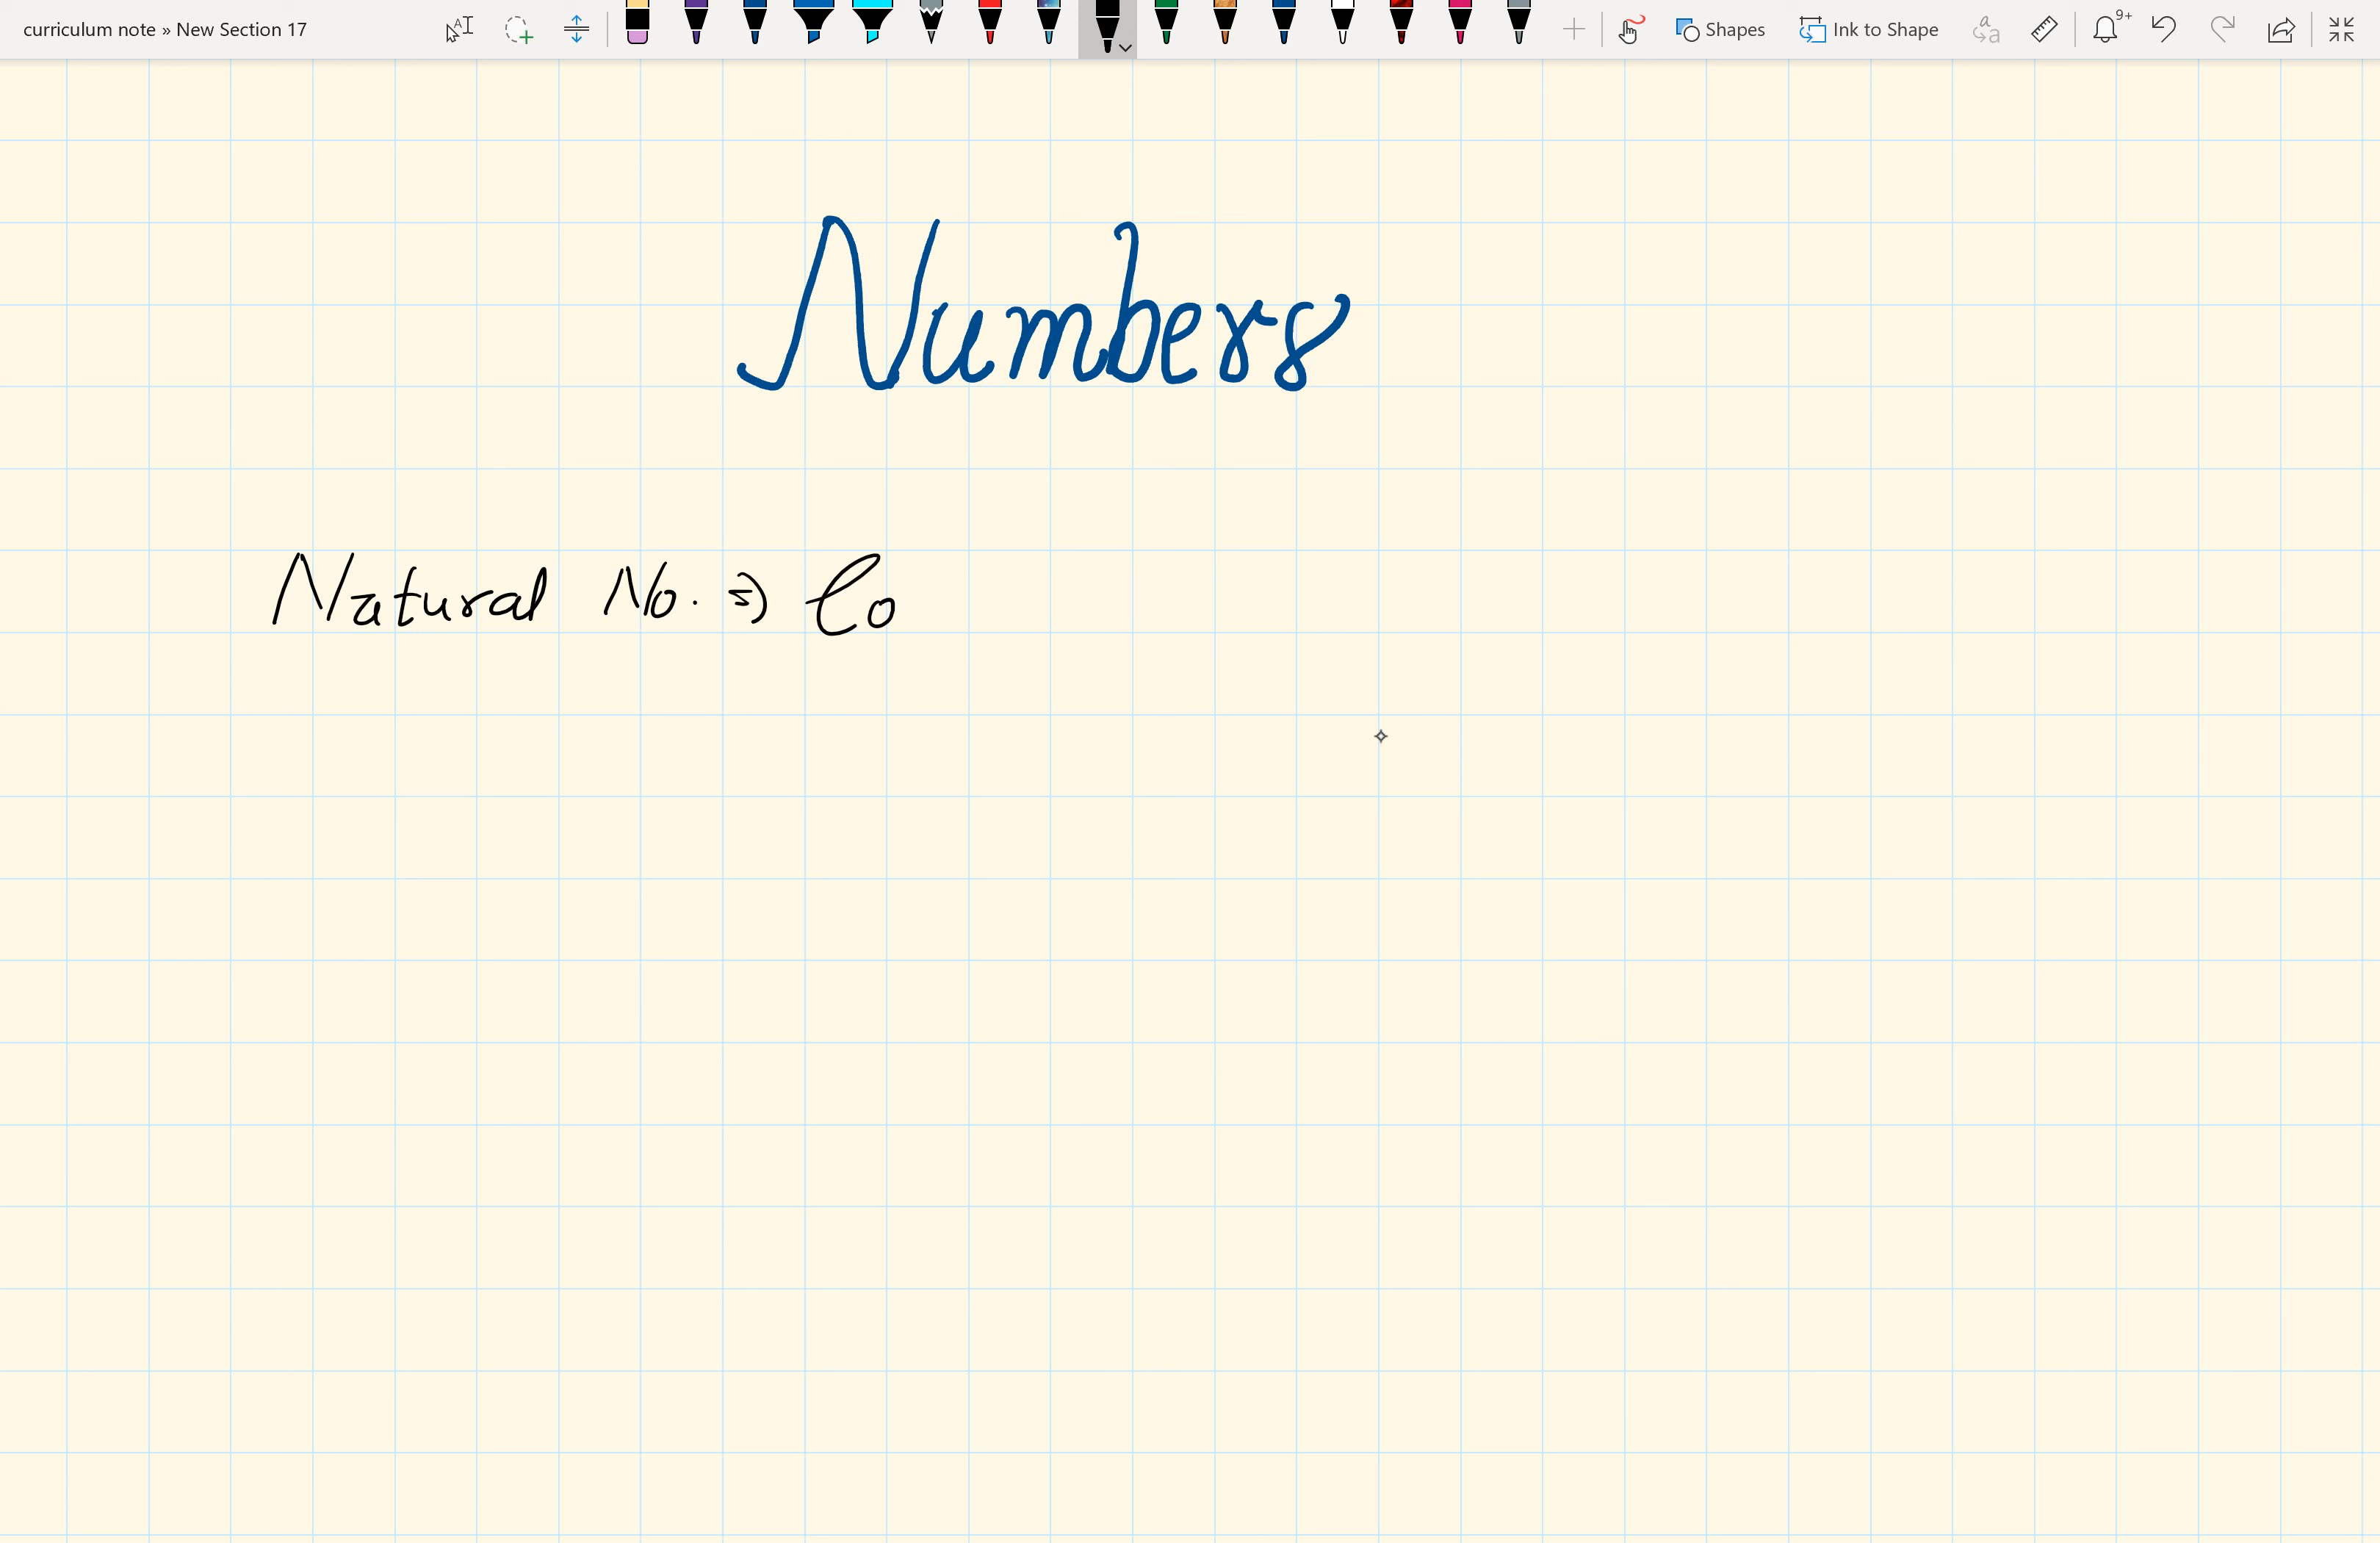 curriculum note » New Section 17
Shapes
Ink to Shape
9+
Numbers
Natural No. ⇒ Co